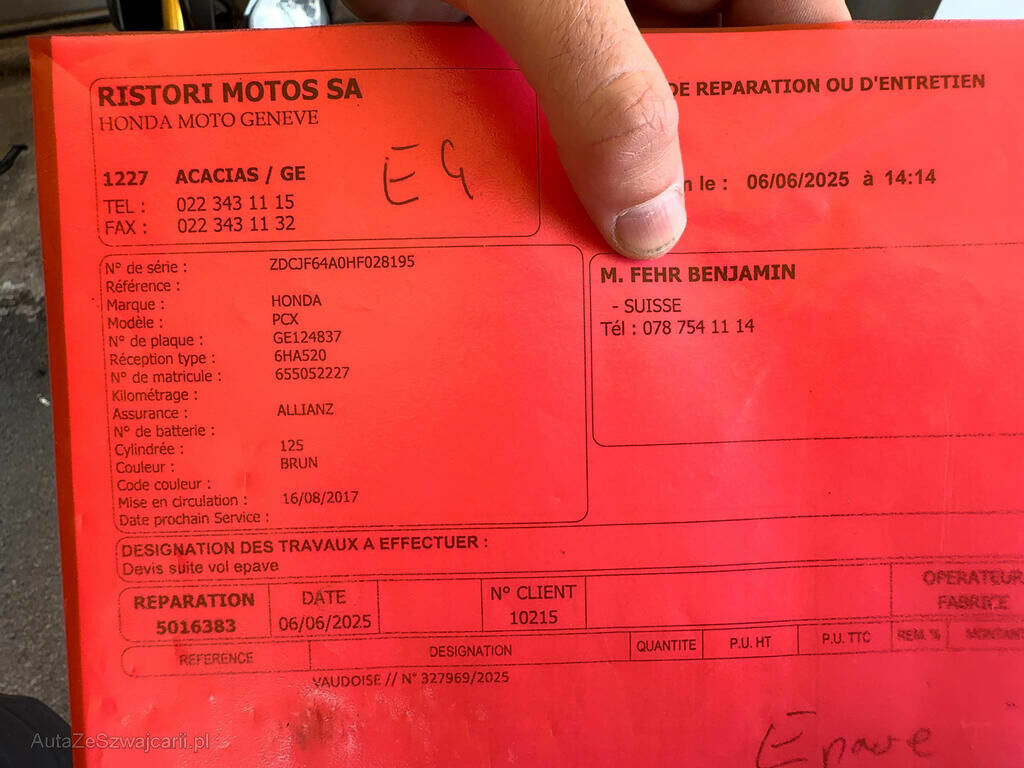 RISTORI MOTOS SA
HONDA MOTO GENEVE
1227 ACACIAS / GE
TEL : 022 343 11 15
FAX : 022 343 11 32
E G
DE REPARATION OU D'ENTRETIEN
n le : 06/06/2025 à 14:14
N° de série : ZDCJF64A0HF028195
Référence :
Marque : HONDA
Modèle : PCX
N° de plaque : GE124837
Réception type : 6HA520
N° de matricule : 655052227
Kilométrage :
Assurance : ALLIANZ
N° de batterie :
Cylindrée : 125
Couleur : BRUN
Code couleur :
Mise en circulation : 16/08/2017
Date prochain Service :
M. FEHR BENJAMIN
- SUISSE
Tél : 078 754 11 14
DESIGNATION DES TRAVAUX A EFFECTUER :
Devis suite vol epave
REPARATION DATE N° CLIENT OPERATEUR
5016383 06/06/2025 10215 FABRICE
REFERENCE DESIGNATION QUANTITE P.U. HT P.U. TTC REM. % MONTANT
VAUDOISE // N° 327969/2025
Epave
AutaZeSzwajcarii.pl